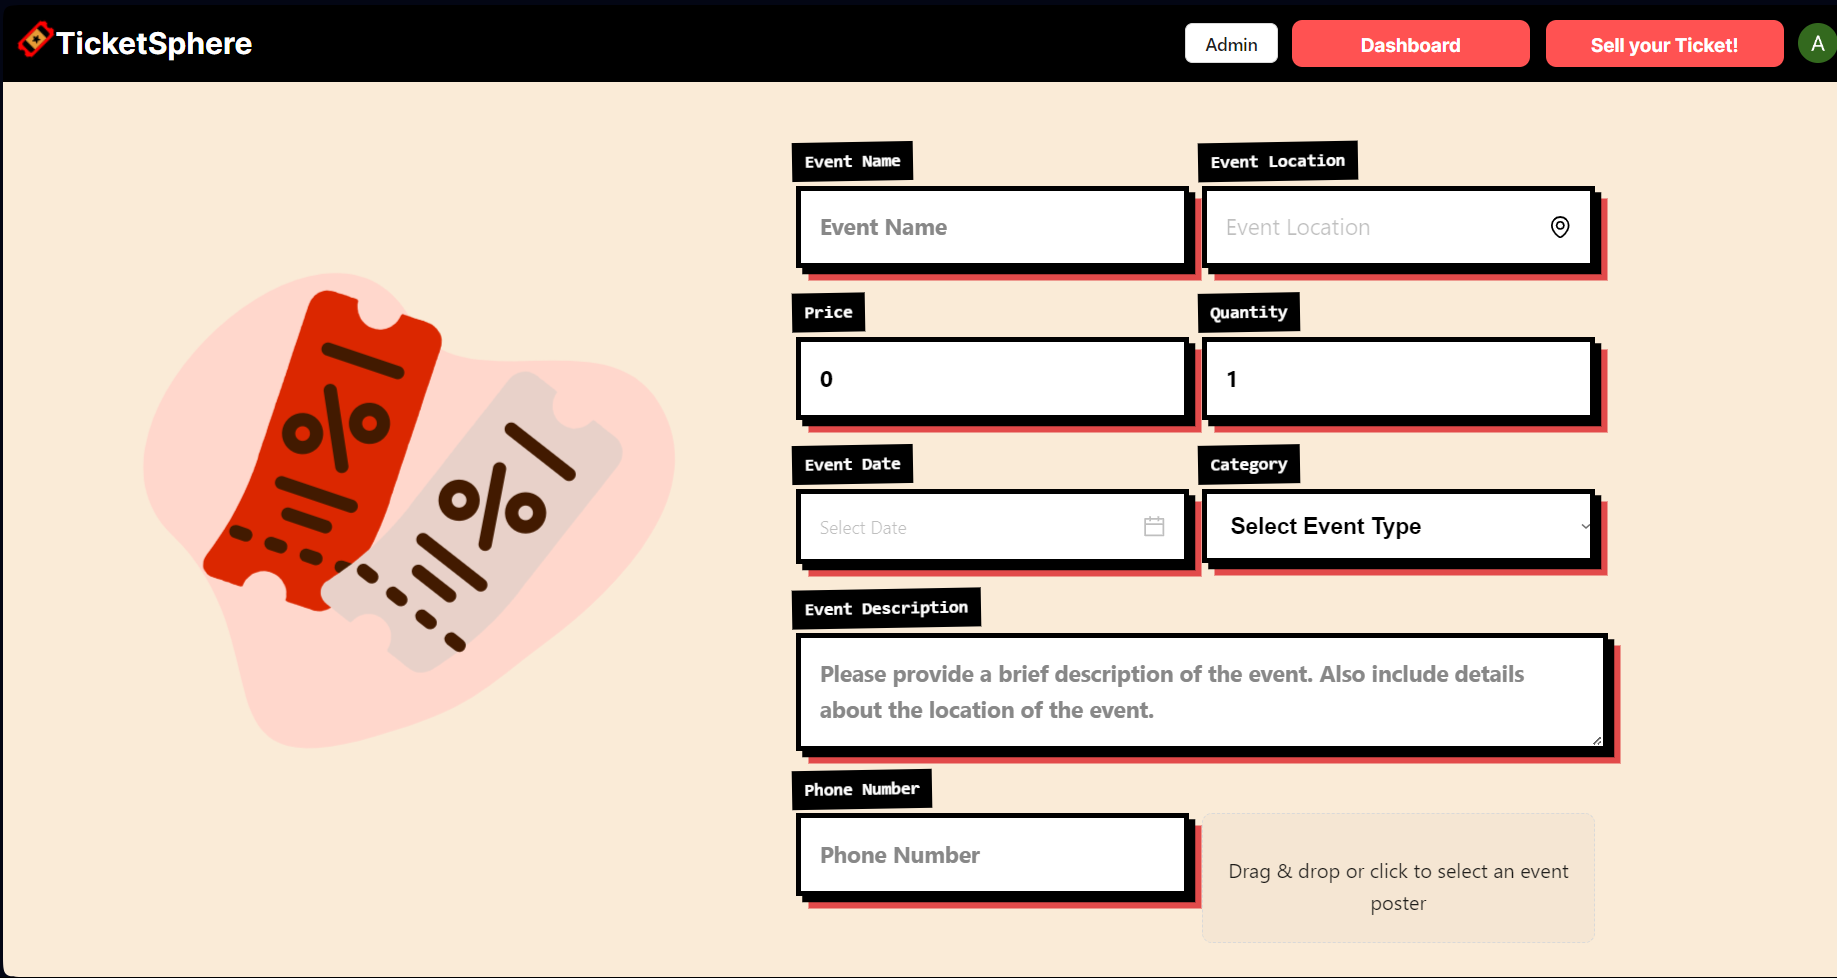 TicketSphere
Admin
Dashboard
Sell your Ticket!
A
Event Name
Event Location
Event Name
Event Location
Price
Quantity
0
1
Event Date
Category
Select Date
Select Event Type
Event Description
Please provide a brief description of the event. Also include details
about the location of the event.
Phone Number
Phone Number
Drag & drop or click to select an event
poster